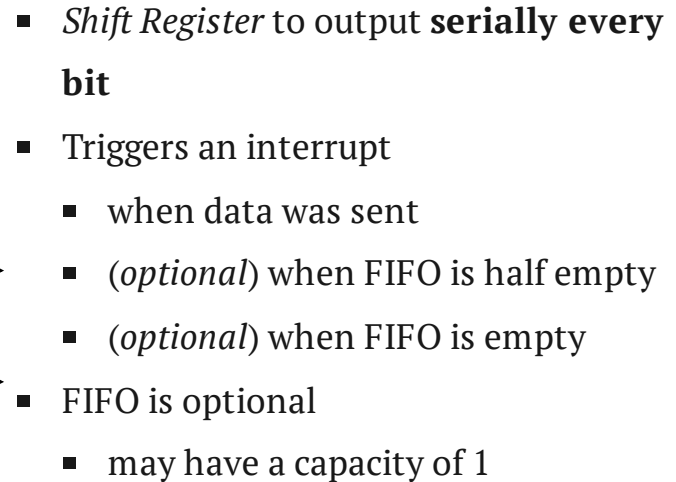 Shift Register to output serially every
bit
Triggers an interrupt
when data was sent
(optional) when FIFO is half empty
(optional) when FIFO is empty
FIFO is optional
may have a capacity of 1